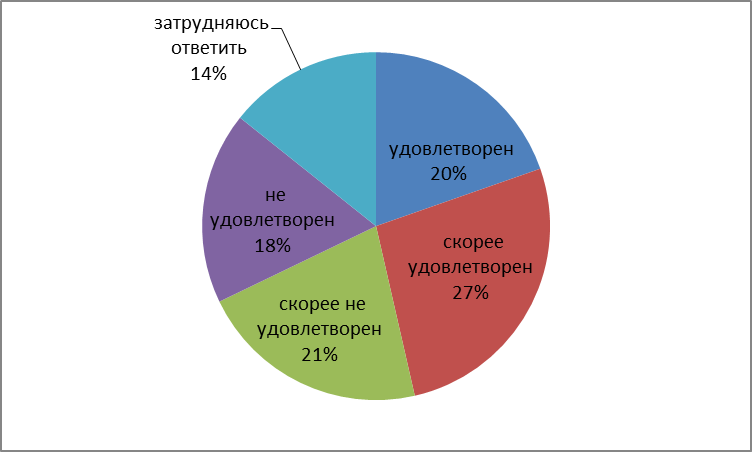 затрудняюсь
ответить
14%
удовлетворен
20%
скорее
удовлетворен
27%
скорее не
удовлетворен
21%
не
удовлетворен
18%